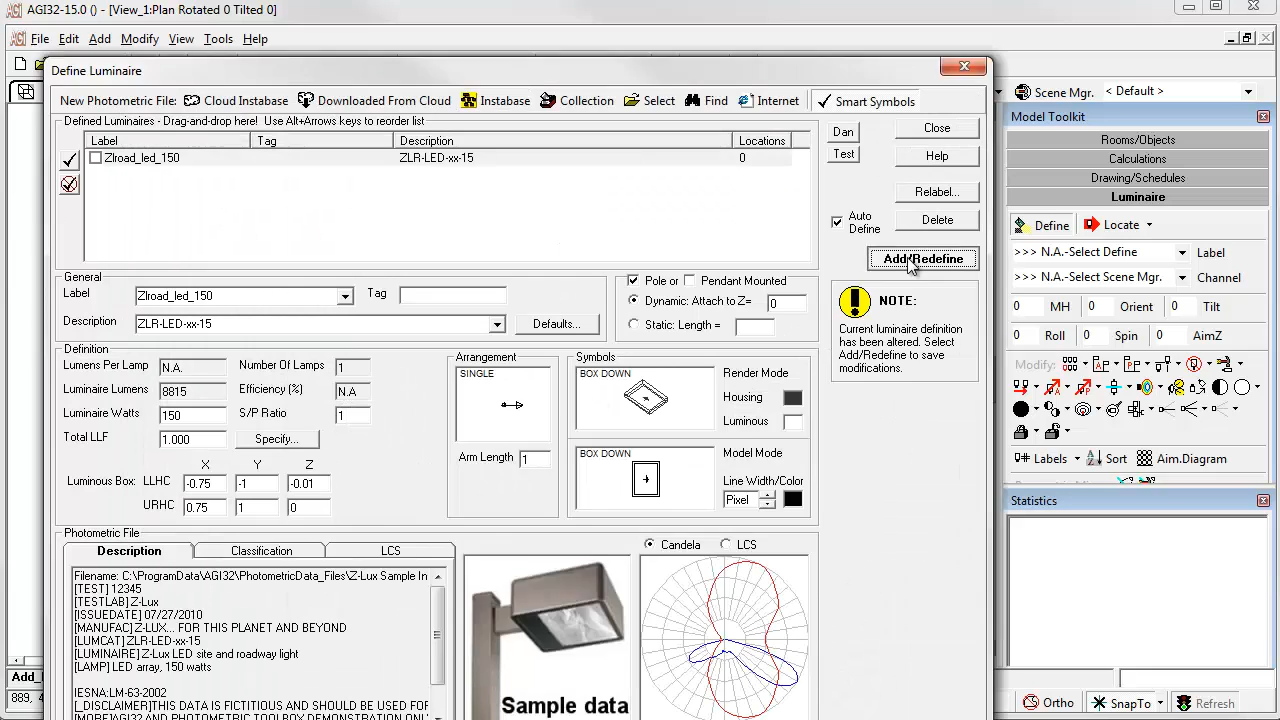 AGI32-15.0 () - [View_1:Plan Rotated 0 Tilted 0]
File Edit Add Modify View Tools Help
Define Luminaire
New Photometric File: Cloud Instabase Downloaded From Cloud Instabase Collection Select Find Internet Smart Symbols
Defined Luminaires - Drag-and-drop here! Use Alt+Arrows keys to reorder list
Label Tag Description Locations
Zlroad_led_150 ZLR-LED-xx-15 0
Dan
Test
Close
Help
Relabel...
Auto Define
Delete
Add/Redefine
NOTE:
Current luminaire definition
has been altered. Select
Add/Redefine to save
modifications.
General
Label Zlroad_led_150 Tag
Description ZLR-LED-xx-15 Defaults...
Pole or Pendant Mounted
Dynamic: Attach to Z= 0
Static: Length =
Definition
Lumens Per Lamp N.A. Number Of Lamps 1
Luminaire Lumens 8815 Efficiency (%) N.A
Luminaire Watts 150 S/P Ratio 1
Total LLF 1.000 Specify...
X Y Z
Luminous Box: LLHC -0.75 -1 -0.01
URHC 0.75 1 0
Arrangement
SINGLE
Arm Length 1
Symbols
BOX DOWN
Render Mode
Housing
Luminous
BOX DOWN
Model Mode
Line Width/Color
Pixel
Photometric File
Description Classification LCS
Filename: C:\ProgramData\AGI32\PhotometricData_Files\Z-Lux Sample In
[TEST] 12345
[TESTLAB] Z-Lux
[ISSUEDATE] 07/27/2010
[MANUFAC] Z-LUX... FOR THIS PLANET AND BEYOND
[LUMCAT] ZLR-LED-xx-15
[LUMINAIRE] Z-Lux LED site and roadway light
[LAMP] LED array, 150 watts
IESNA:LM-63-2002
[_DISCLAIMER]THIS DATA IS FICTITIOUS AND SHOULD BE USED FOR
Sample data
Candela LCS
Scene Mgr. < Default >
Model Toolkit
Rooms/Objects
Calculations
Drawing/Schedules
Luminaire
Define Locate
>>> N.A.-Select Define Label
>>> N.A.-Select Scene Mgr. Channel
0 MH 0 Orient 0 Tilt
0 Roll 0 Spin 0 AimZ
Modify:
Labels Sort Aim.Diagram
Statistics
Add_
889, 4
Ortho SnapTo Refresh